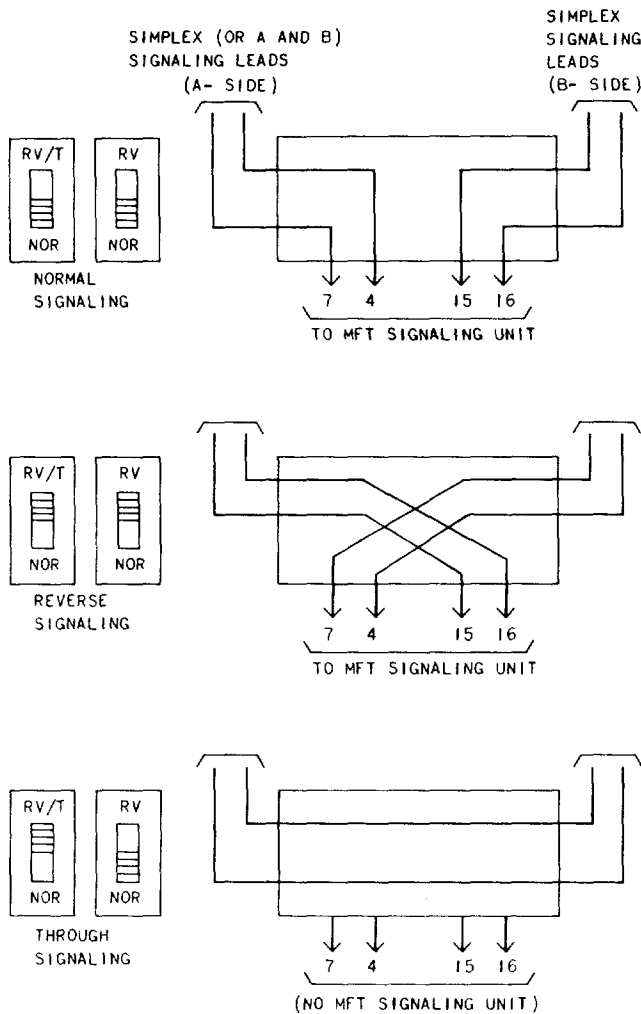 SIMPLEX (OR A AND B)
SIGNALING LEADS
(A- SIDE)
SIMPLEX
SIGNALING
LEADS
(B- SIDE)
RV/T
RV
NOR
NOR
NORMAL
SIGNALING
7 4 15 16
TO MFT SIGNALING UNIT
RV/T
RV
NOR
NOR
REVERSE
SIGNALING
7 4 15 16
TO MFT SIGNALING UNIT
RV/T
RV
NOR
NOR
THROUGH
SIGNALING
7 4 15 16
(NO MFT SIGNALING UNIT)